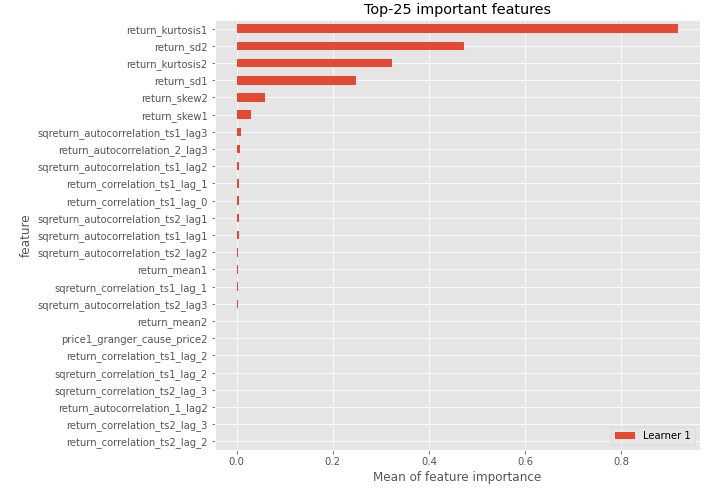 Top-25 important features
return_kurtosis1
return_sd2
return_kurtosis2
return_sd1
return_skew2
return_skew1
sqreturn_autocorrelation_ts1_lag3
return_autocorrelation_2_lag3
sqreturn_autocorrelation_ts1_lag2
return_correlation_ts1_lag_1
return_correlation_ts1_lag_0
sqreturn_autocorrelation_ts2_lag1
sqreturn_autocorrelation_ts1_lag1
sqreturn_autocorrelation_ts2_lag2
return_mean1
sqreturn_correlation_ts1_lag_1
sqreturn_autocorrelation_ts2_lag3
return_mean2
price1_granger_cause_price2
return_correlation_ts1_lag_2
sqreturn_correlation_ts1_lag_2
sqreturn_correlation_ts2_lag_3
return_autocorrelation_1_lag2
return_correlation_ts2_lag_3
return_correlation_ts2_lag_2
feature
Learner 1
0.0 0.2 0.4 0.6 0.8
Mean of feature importance